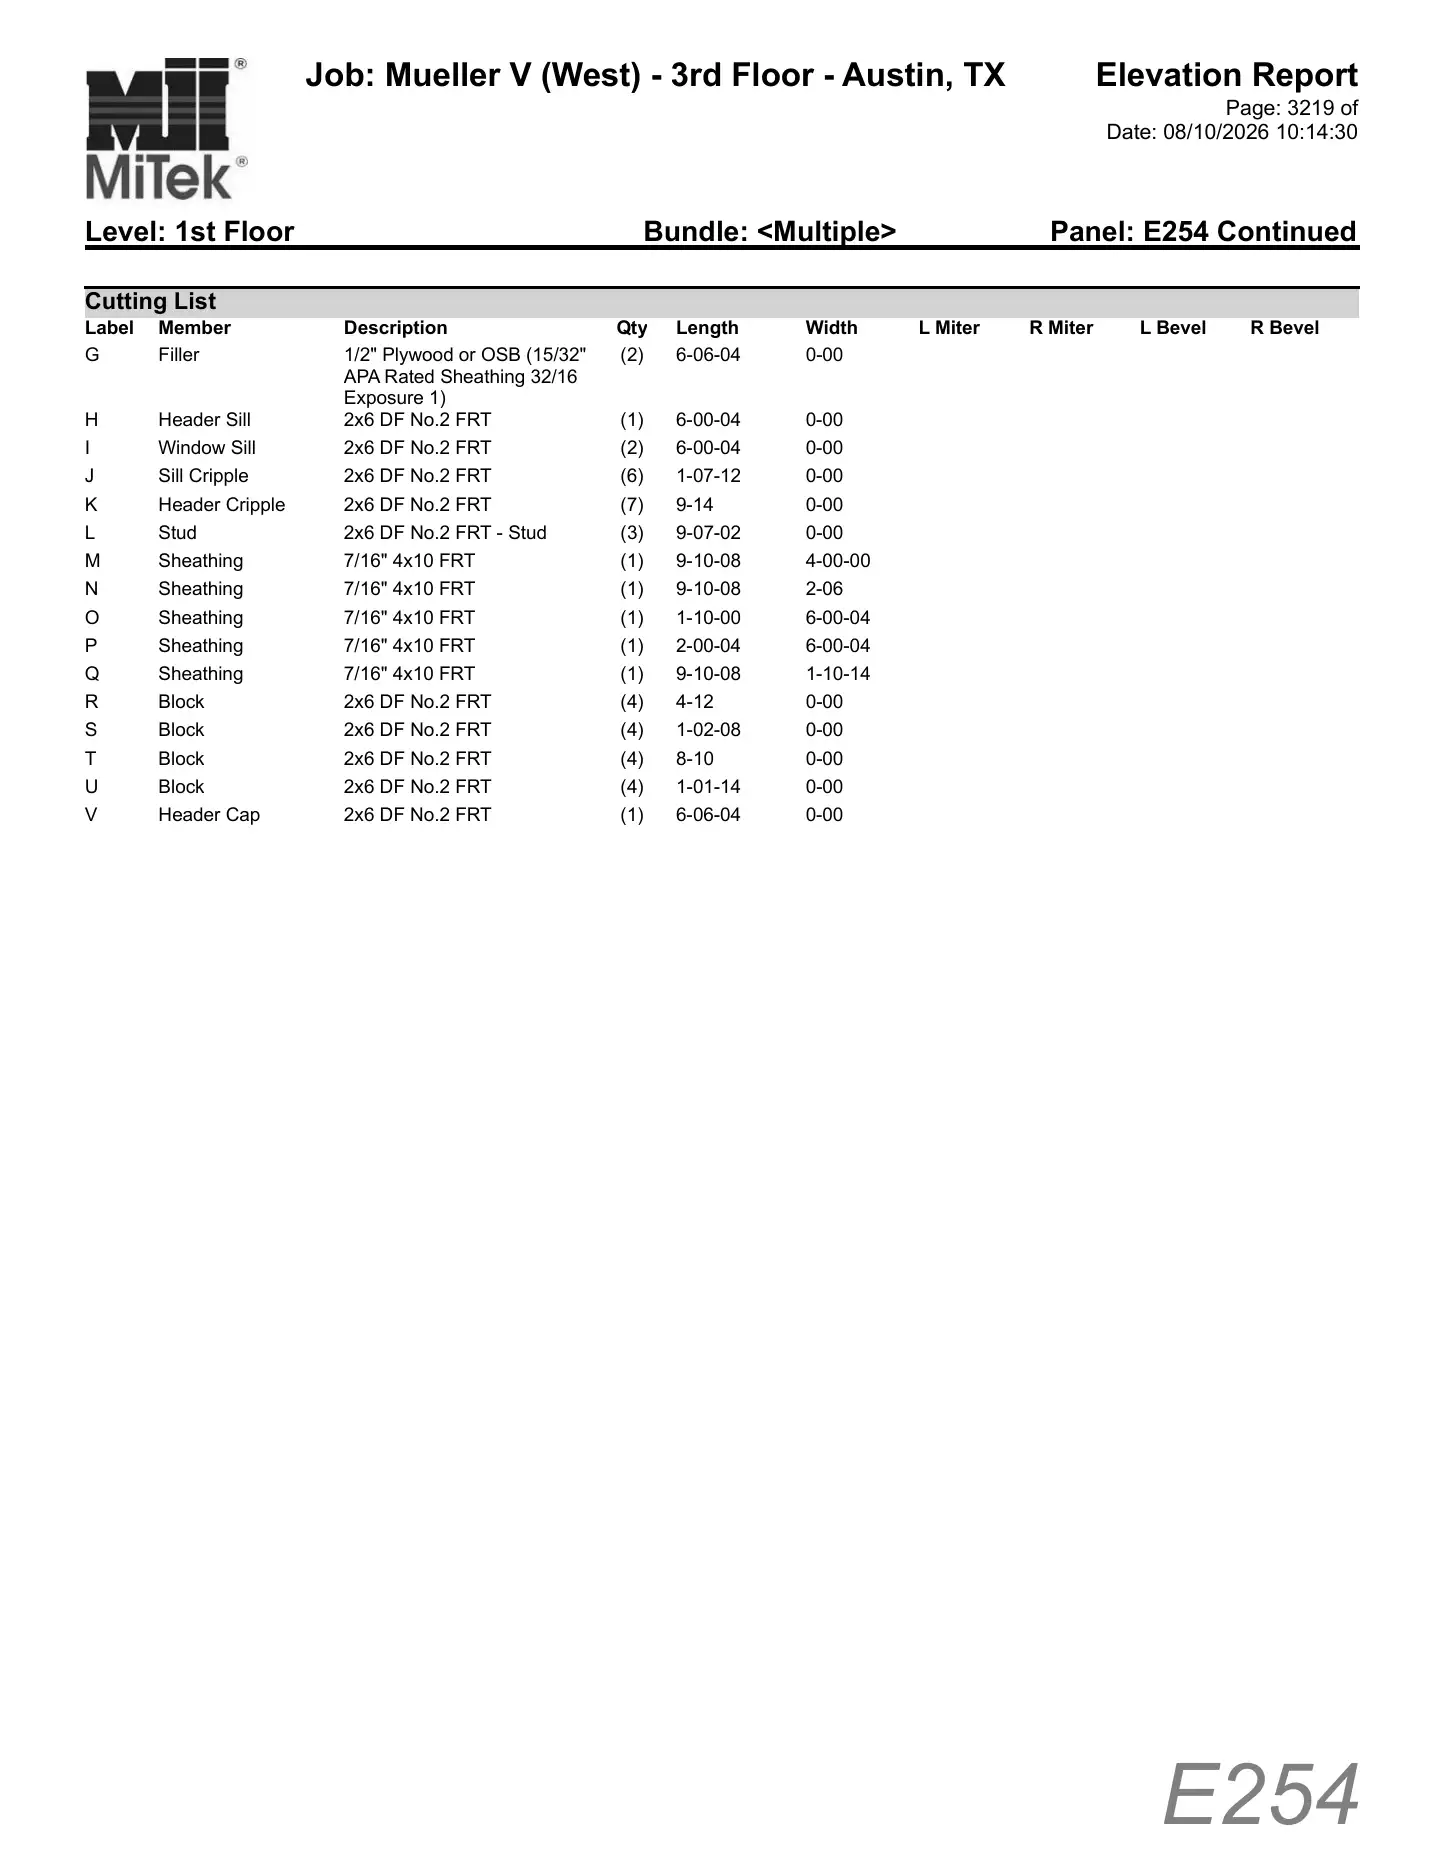 MiTek®
Job: Mueller V (West) - 3rd Floor - Austin, TX
Elevation Report
Page: 3219 of
Date: 08/10/2026 10:14:30
Level: 1st Floor Bundle: <Multiple> Panel: E254 Continued
Cutting List
Label Member Description Qty Length Width L Miter R Miter L Bevel R Bevel
G Filler 1/2" Plywood or OSB (15/32" (2) 6-06-04 0-00
APA Rated Sheathing 32/16
Exposure 1)
H Header Sill 2x6 DF No.2 FRT (1) 6-00-04 0-00
I Window Sill 2x6 DF No.2 FRT (2) 6-00-04 0-00
J Sill Cripple 2x6 DF No.2 FRT (6) 1-07-12 0-00
K Header Cripple 2x6 DF No.2 FRT (7) 9-14 0-00
L Stud 2x6 DF No.2 FRT - Stud (3) 9-07-02 0-00
M Sheathing 7/16" 4x10 FRT (1) 9-10-08 4-00-00
N Sheathing 7/16" 4x10 FRT (1) 9-10-08 2-06
O Sheathing 7/16" 4x10 FRT (1) 1-10-00 6-00-04
P Sheathing 7/16" 4x10 FRT (1) 2-00-04 6-00-04
Q Sheathing 7/16" 4x10 FRT (1) 9-10-08 1-10-14
R Block 2x6 DF No.2 FRT (4) 4-12 0-00
S Block 2x6 DF No.2 FRT (4) 1-02-08 0-00
T Block 2x6 DF No.2 FRT (4) 8-10 0-00
U Block 2x6 DF No.2 FRT (4) 1-01-14 0-00
V Header Cap 2x6 DF No.2 FRT (1) 6-06-04 0-00
E254